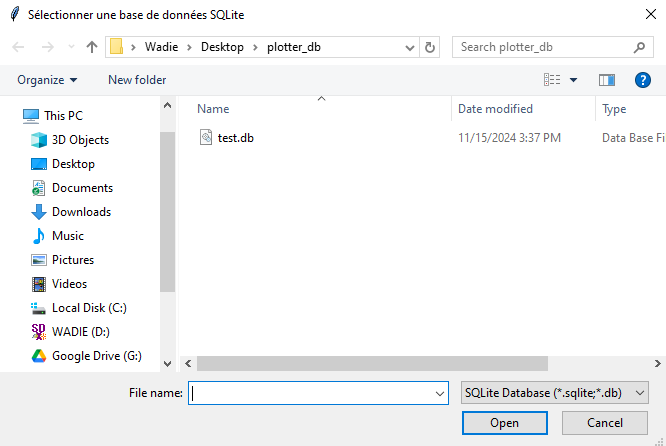 Sélectionner une base de données SQLite
Wadie > Desktop > plotter_db
Search plotter_db
Organize
New folder
This PC
3D Objects
Desktop
Documents
Downloads
Music
Pictures
Videos
Local Disk (C:)
WADIE (D:)
Google Drive (G:)
Name Date modified Type
test.db 11/15/2024 3:37 PM Data Base Fi
File name:
SQLite Database (*.sqlite;*.db)
Open Cancel